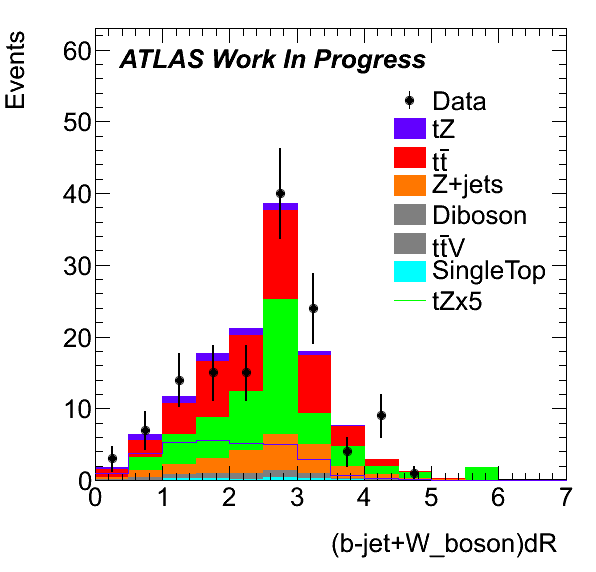 Events
ATLAS Work In Progress
Data
tZ
tt̄
Z+jets
Diboson
tt̄V
SingleTop
tZx5
60
50
40
30
20
10
0
0 1 2 3 4 5 6 7
(b-jet+W_boson)dR